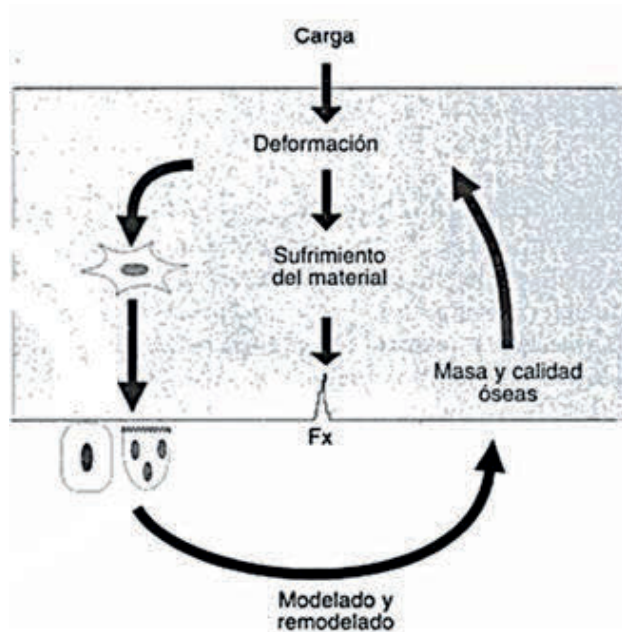 Carga
Deformación
Sufrimiento
del material
Masa y calidad
óseas
Fx
Modelado y
remodelado